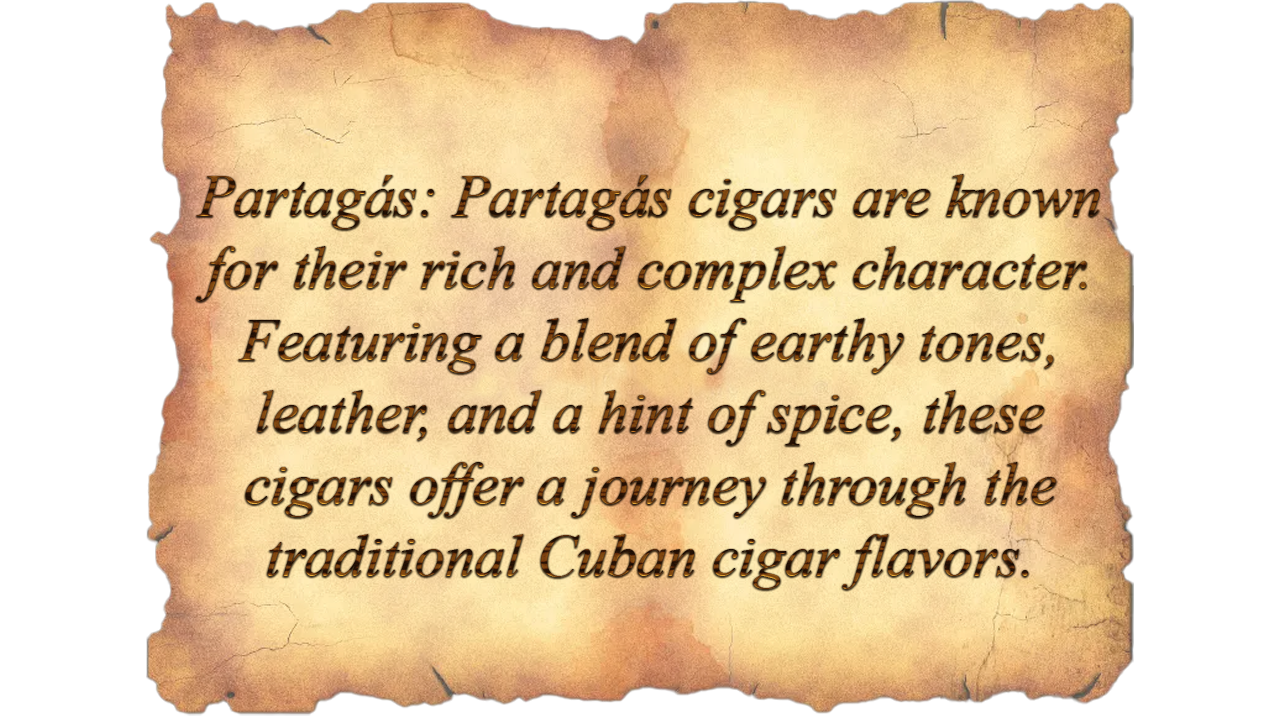 Partagás: Partagás cigars are known
for their rich and complex character.
Featuring a blend of earthy tones,
leather, and a hint of spice, these
cigars offer a journey through the
traditional Cuban cigar flavors.